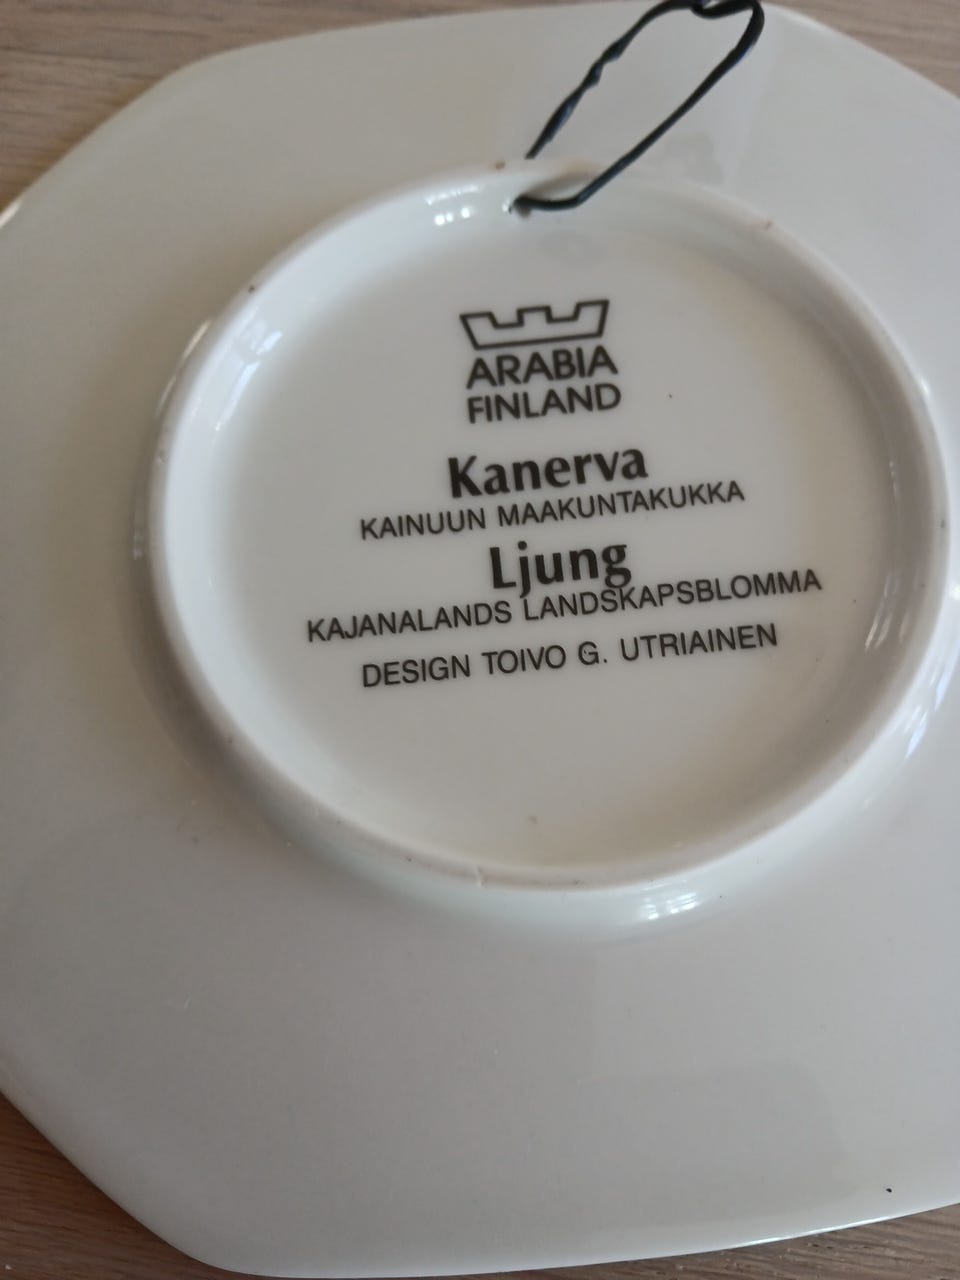 ARABIA
FINLAND
Kanerva
KAINUUN MAAKUNTAKUKKA
Ljung
KAJANALANDS LANDSKAPSBLOMMA
DESIGN TOIVO G. UTRIAINEN